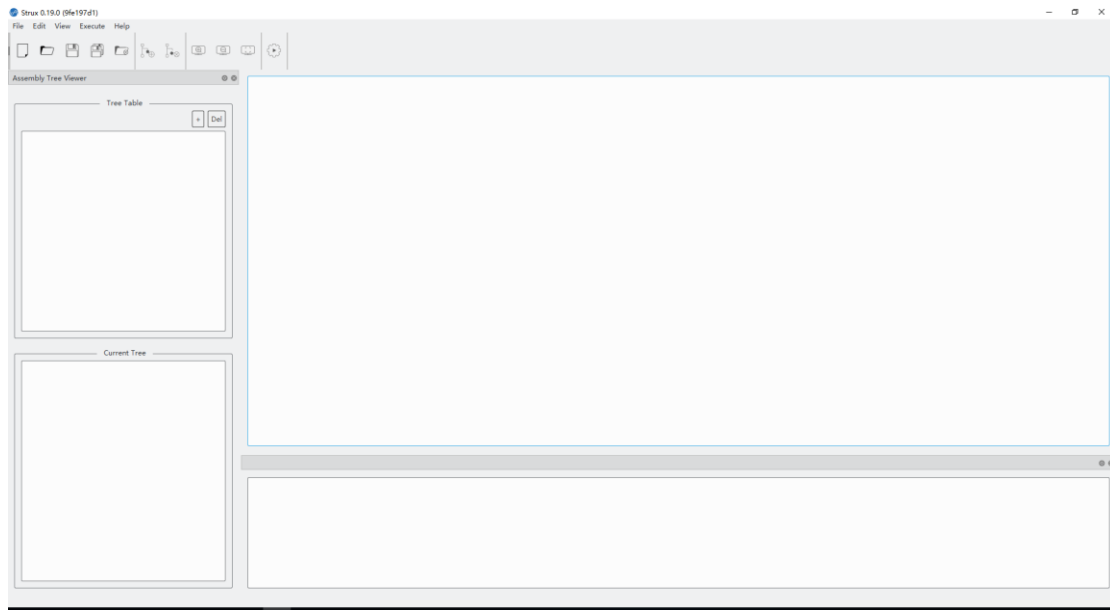 Strux 0.19.0 (9fe197d1)
File Edit View Execute Help
Assembly Tree Viewer
Tree Table
+ Del
Current Tree